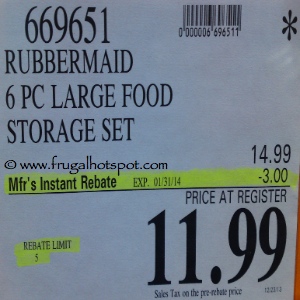 669651
0000006696511
RUBBERMAID
6 PC LARGE FOOD
STORAGE SET
www.frugalhotspot.com
14.99
Mfr's Instant Rebate EXP. 01/31/14 -3.00
PRICE AT REGISTER
11.99
REBATE LIMIT
5
Sales Tax on the pre-rebate price